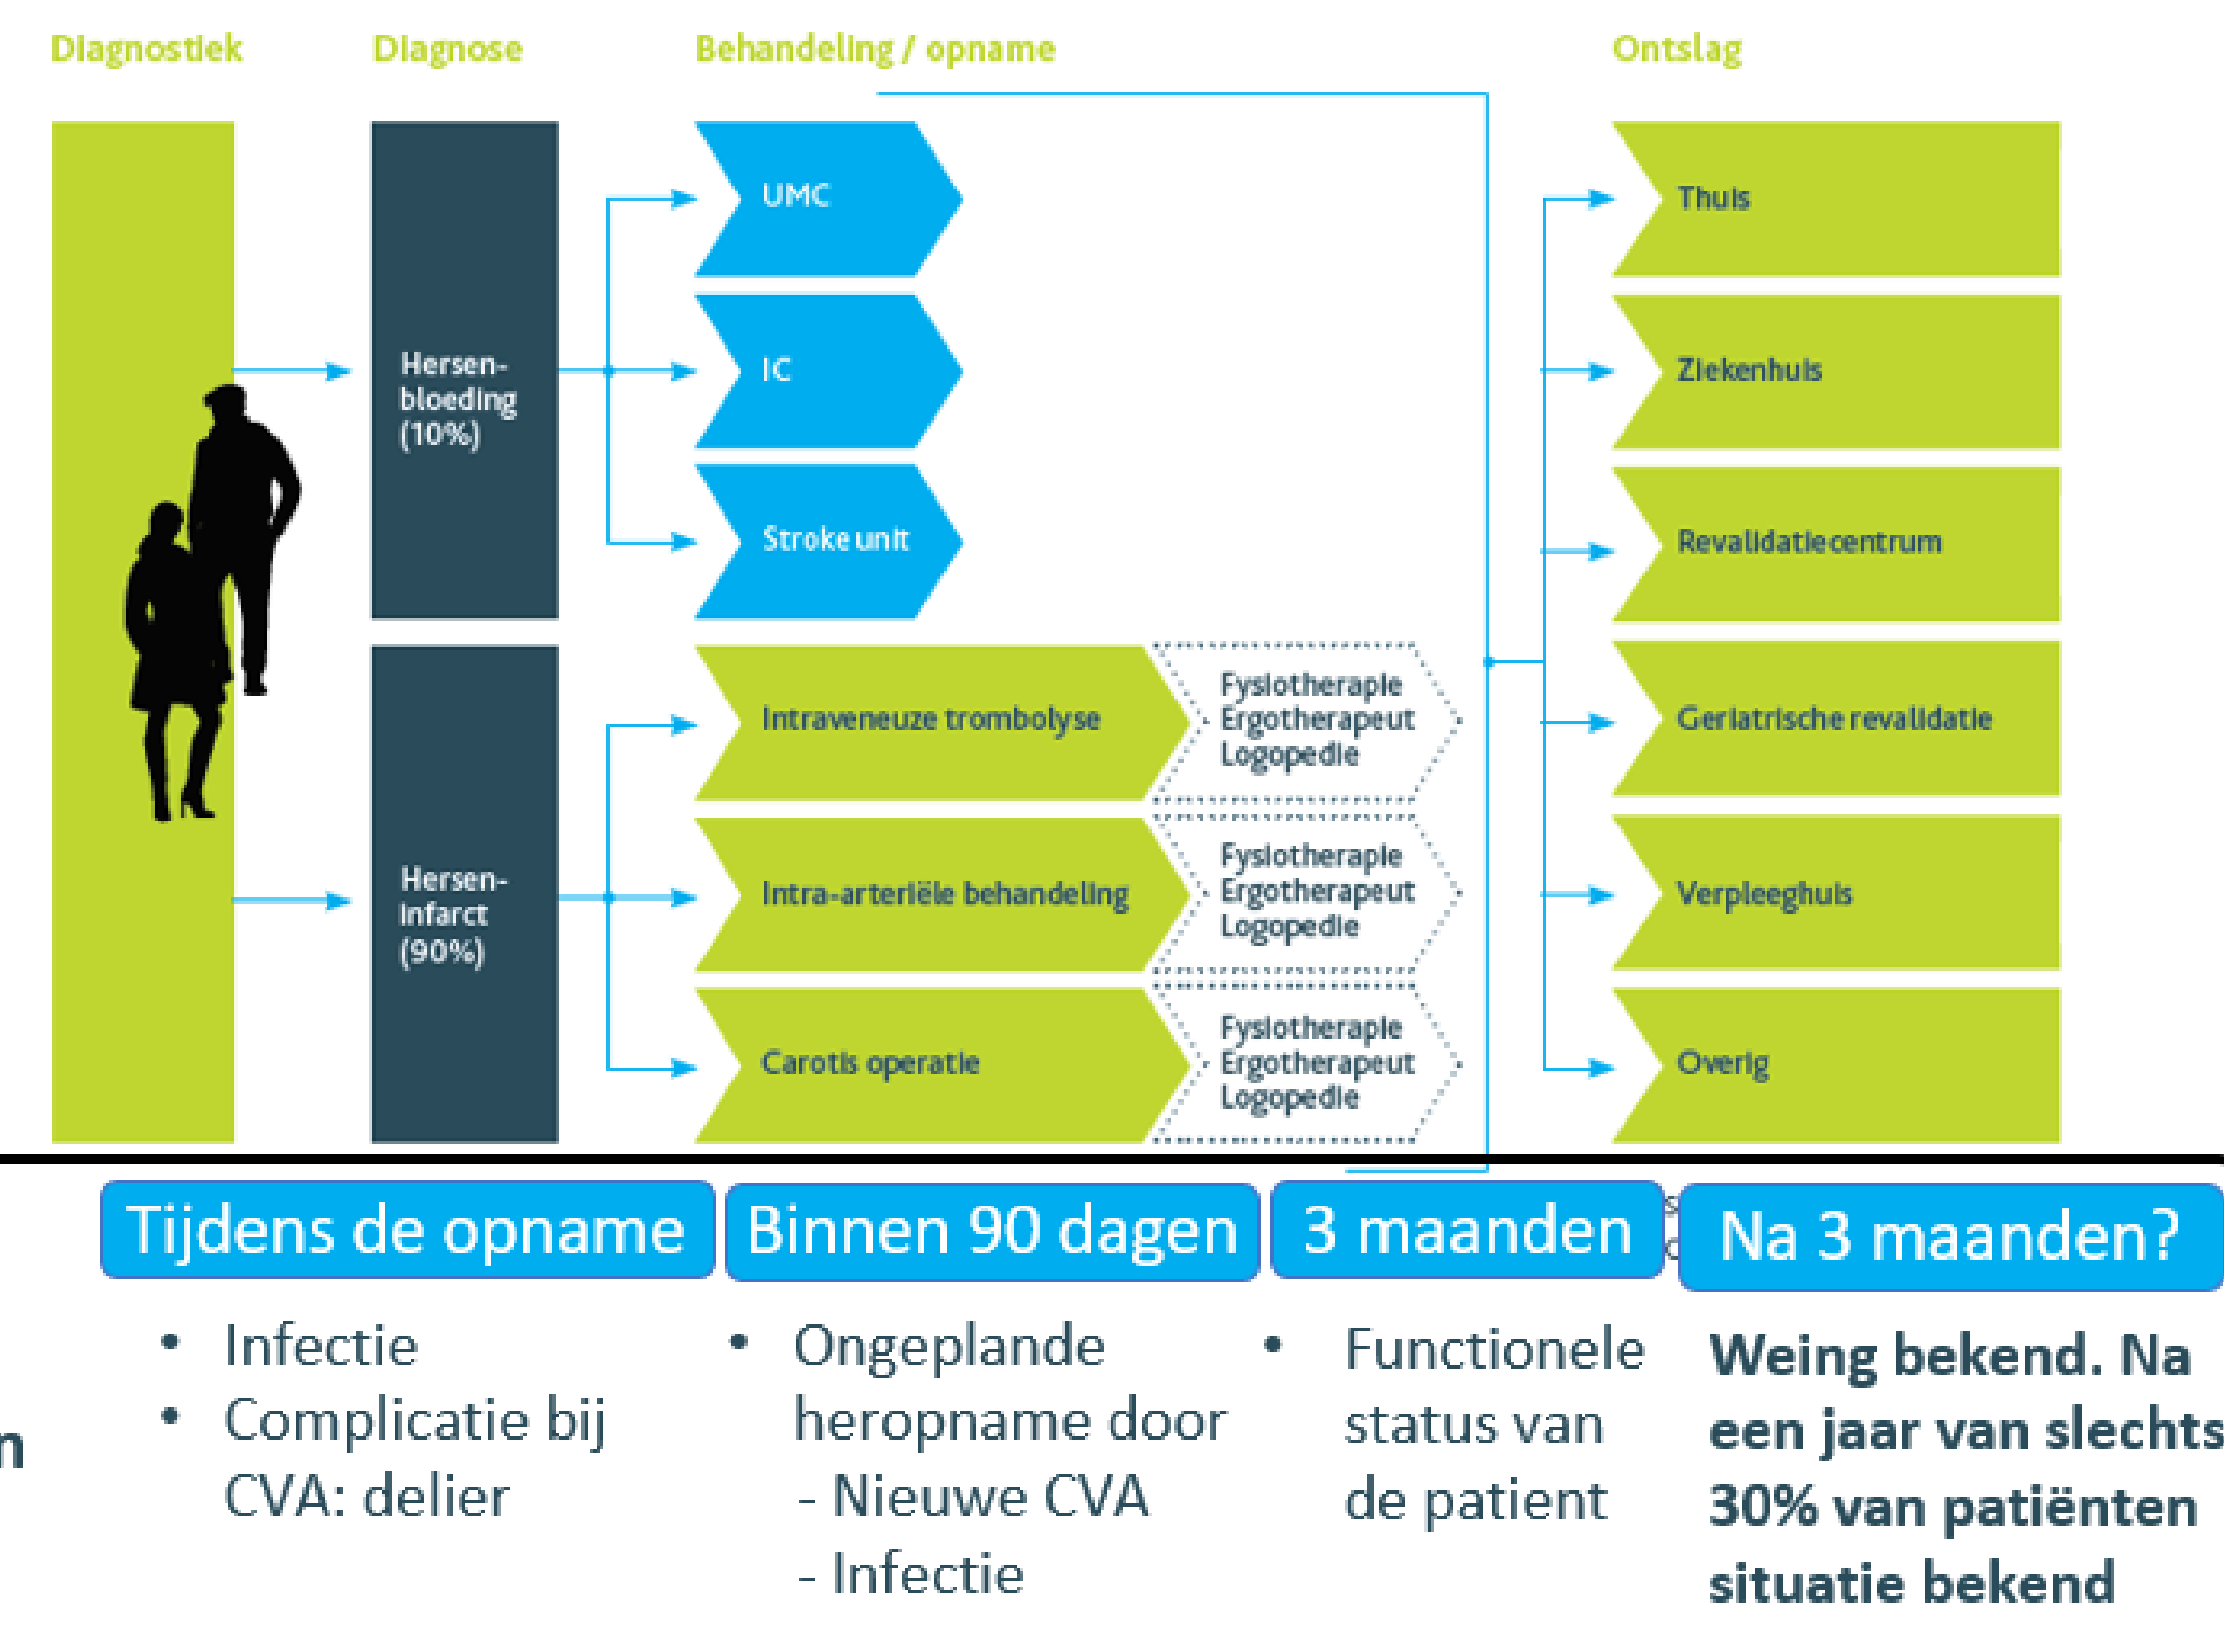 Diagnostiek
Diagnose
Behandeling / opname
Ontslag
Hersen-
bloeding
(10%)
UMC
IC
Stroke unit
Hersen-
infarct
(90%)
Intraveneuze trombolyse
Fysiotherapie
Ergotherapeut
Logopedie
Intra-arteriële behandeling
Fysiotherapie
Ergotherapeut
Logopedie
Carotis operatie
Fysiotherapie
Ergotherapeut
Logopedie
Thuis
Ziekenhuis
Revalidatiecentrum
Geriatrische revalidatie
Verpleeghuis
Overig
Tijdens de opname
• Infectie
• Complicatie bij
CVA: delier
Binnen 90 dagen
• Ongeplande
heropname door
- Nieuwe CVA
- Infectie
3 maanden
• Functionele
status van
de patient
Na 3 maanden?
Weing bekend. Na
een jaar van slechts
30% van patiënten
situatie bekend